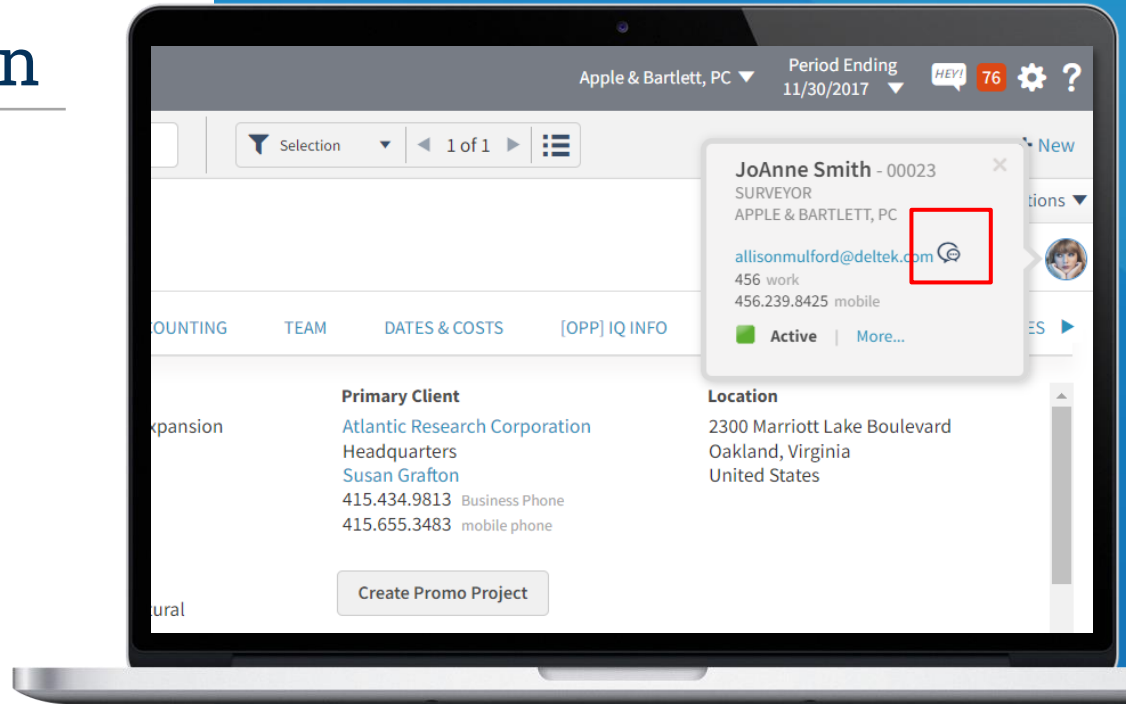 n
Apple & Bartlett, PC
Period Ending
11/30/2017
HEY!
76
?
Selection
1 of 1
New
JoAnne Smith - 00023
SURVEYOR
APPLE & BARTLETT, PC
tions
allisonmulford@deltek.com
456 work
456.239.8425 mobile
Active | More...
OUNTING TEAM DATES & COSTS [OPP] IQ INFO ES
Primary Client
Location
xpansion
Atlantic Research Corporation
2300 Marriott Lake Boulevard
Headquarters
Oakland, Virginia
Susan Grafton
United States
415.434.9813 Business Phone
415.655.3483 mobile phone
Create Promo Project
tural